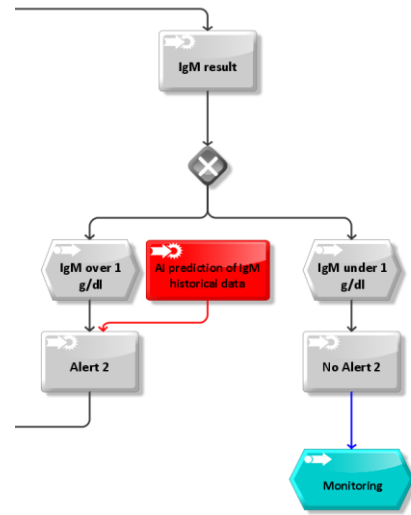 IgM result
IgM over 1
g/dl
AI prediction of IgM
historical data
IgM under 1
g/dl
Alert 2
No Alert 2
Monitoring